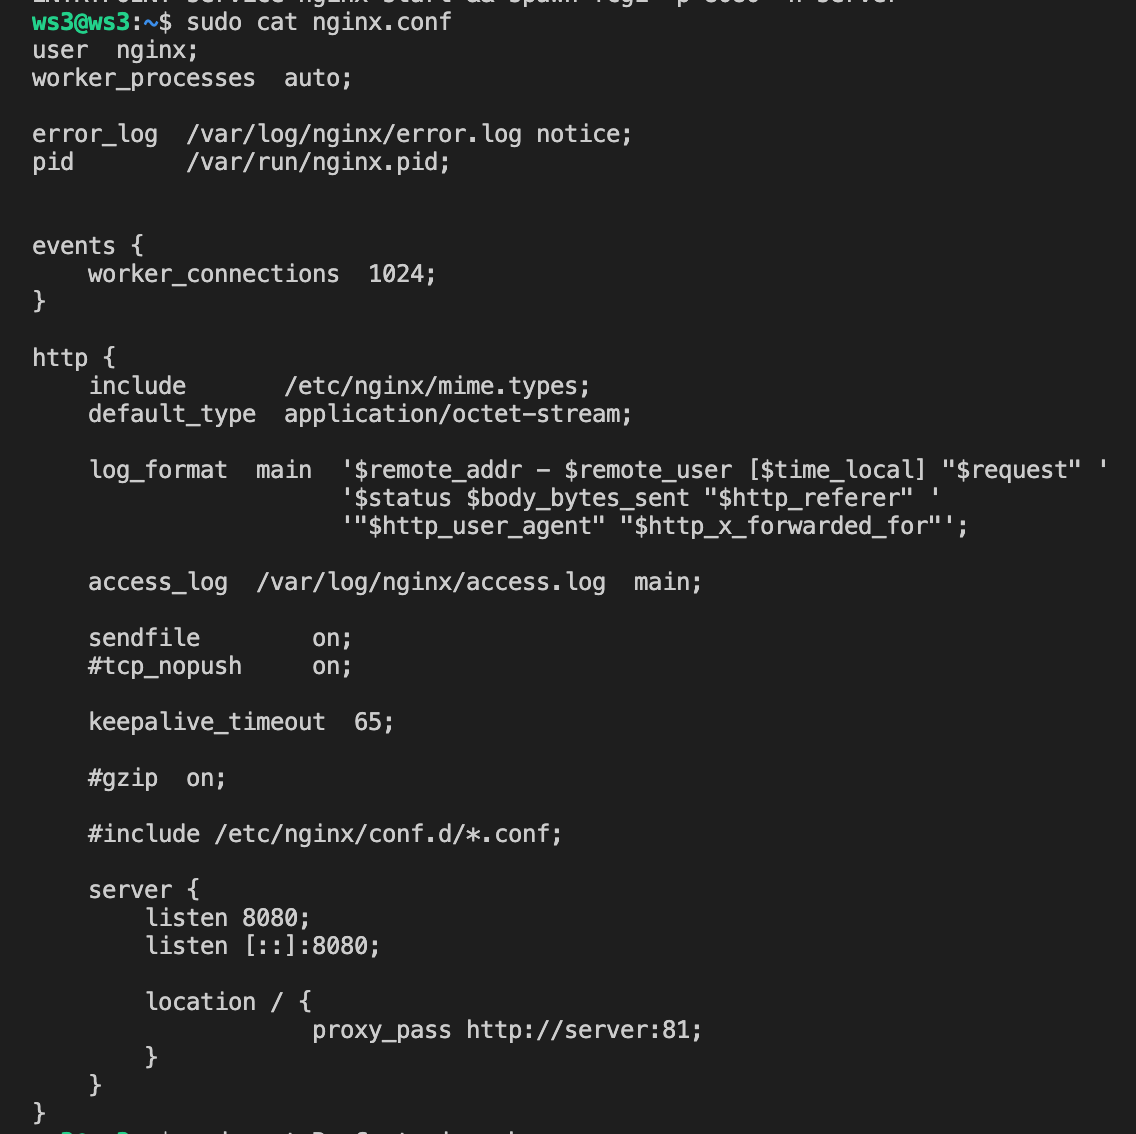 ws3@ws3:~$ sudo cat nginx.conf
user  nginx;
worker_processes  auto;
error_log  /var/log/nginx/error.log notice;
pid        /var/run/nginx.pid;
events {
    worker_connections  1024;
}
http {
    include       /etc/nginx/mime.types;
    default_type  application/octet-stream;
    log_format  main  '$remote_addr - $remote_user [$time_local] "$request" '
                      '$status $body_bytes_sent "$http_referer" '
                      '"$http_user_agent" "$http_x_forwarded_for"';
    access_log  /var/log/nginx/access.log  main;
    sendfile        on;
    #tcp_nopush     on;
    keepalive_timeout  65;
    #gzip  on;
    #include /etc/nginx/conf.d/*.conf;
    server {
        listen 8080;
        listen [::]:8080;
        location / {
                    proxy_pass http://server:81;
        }
    }
}